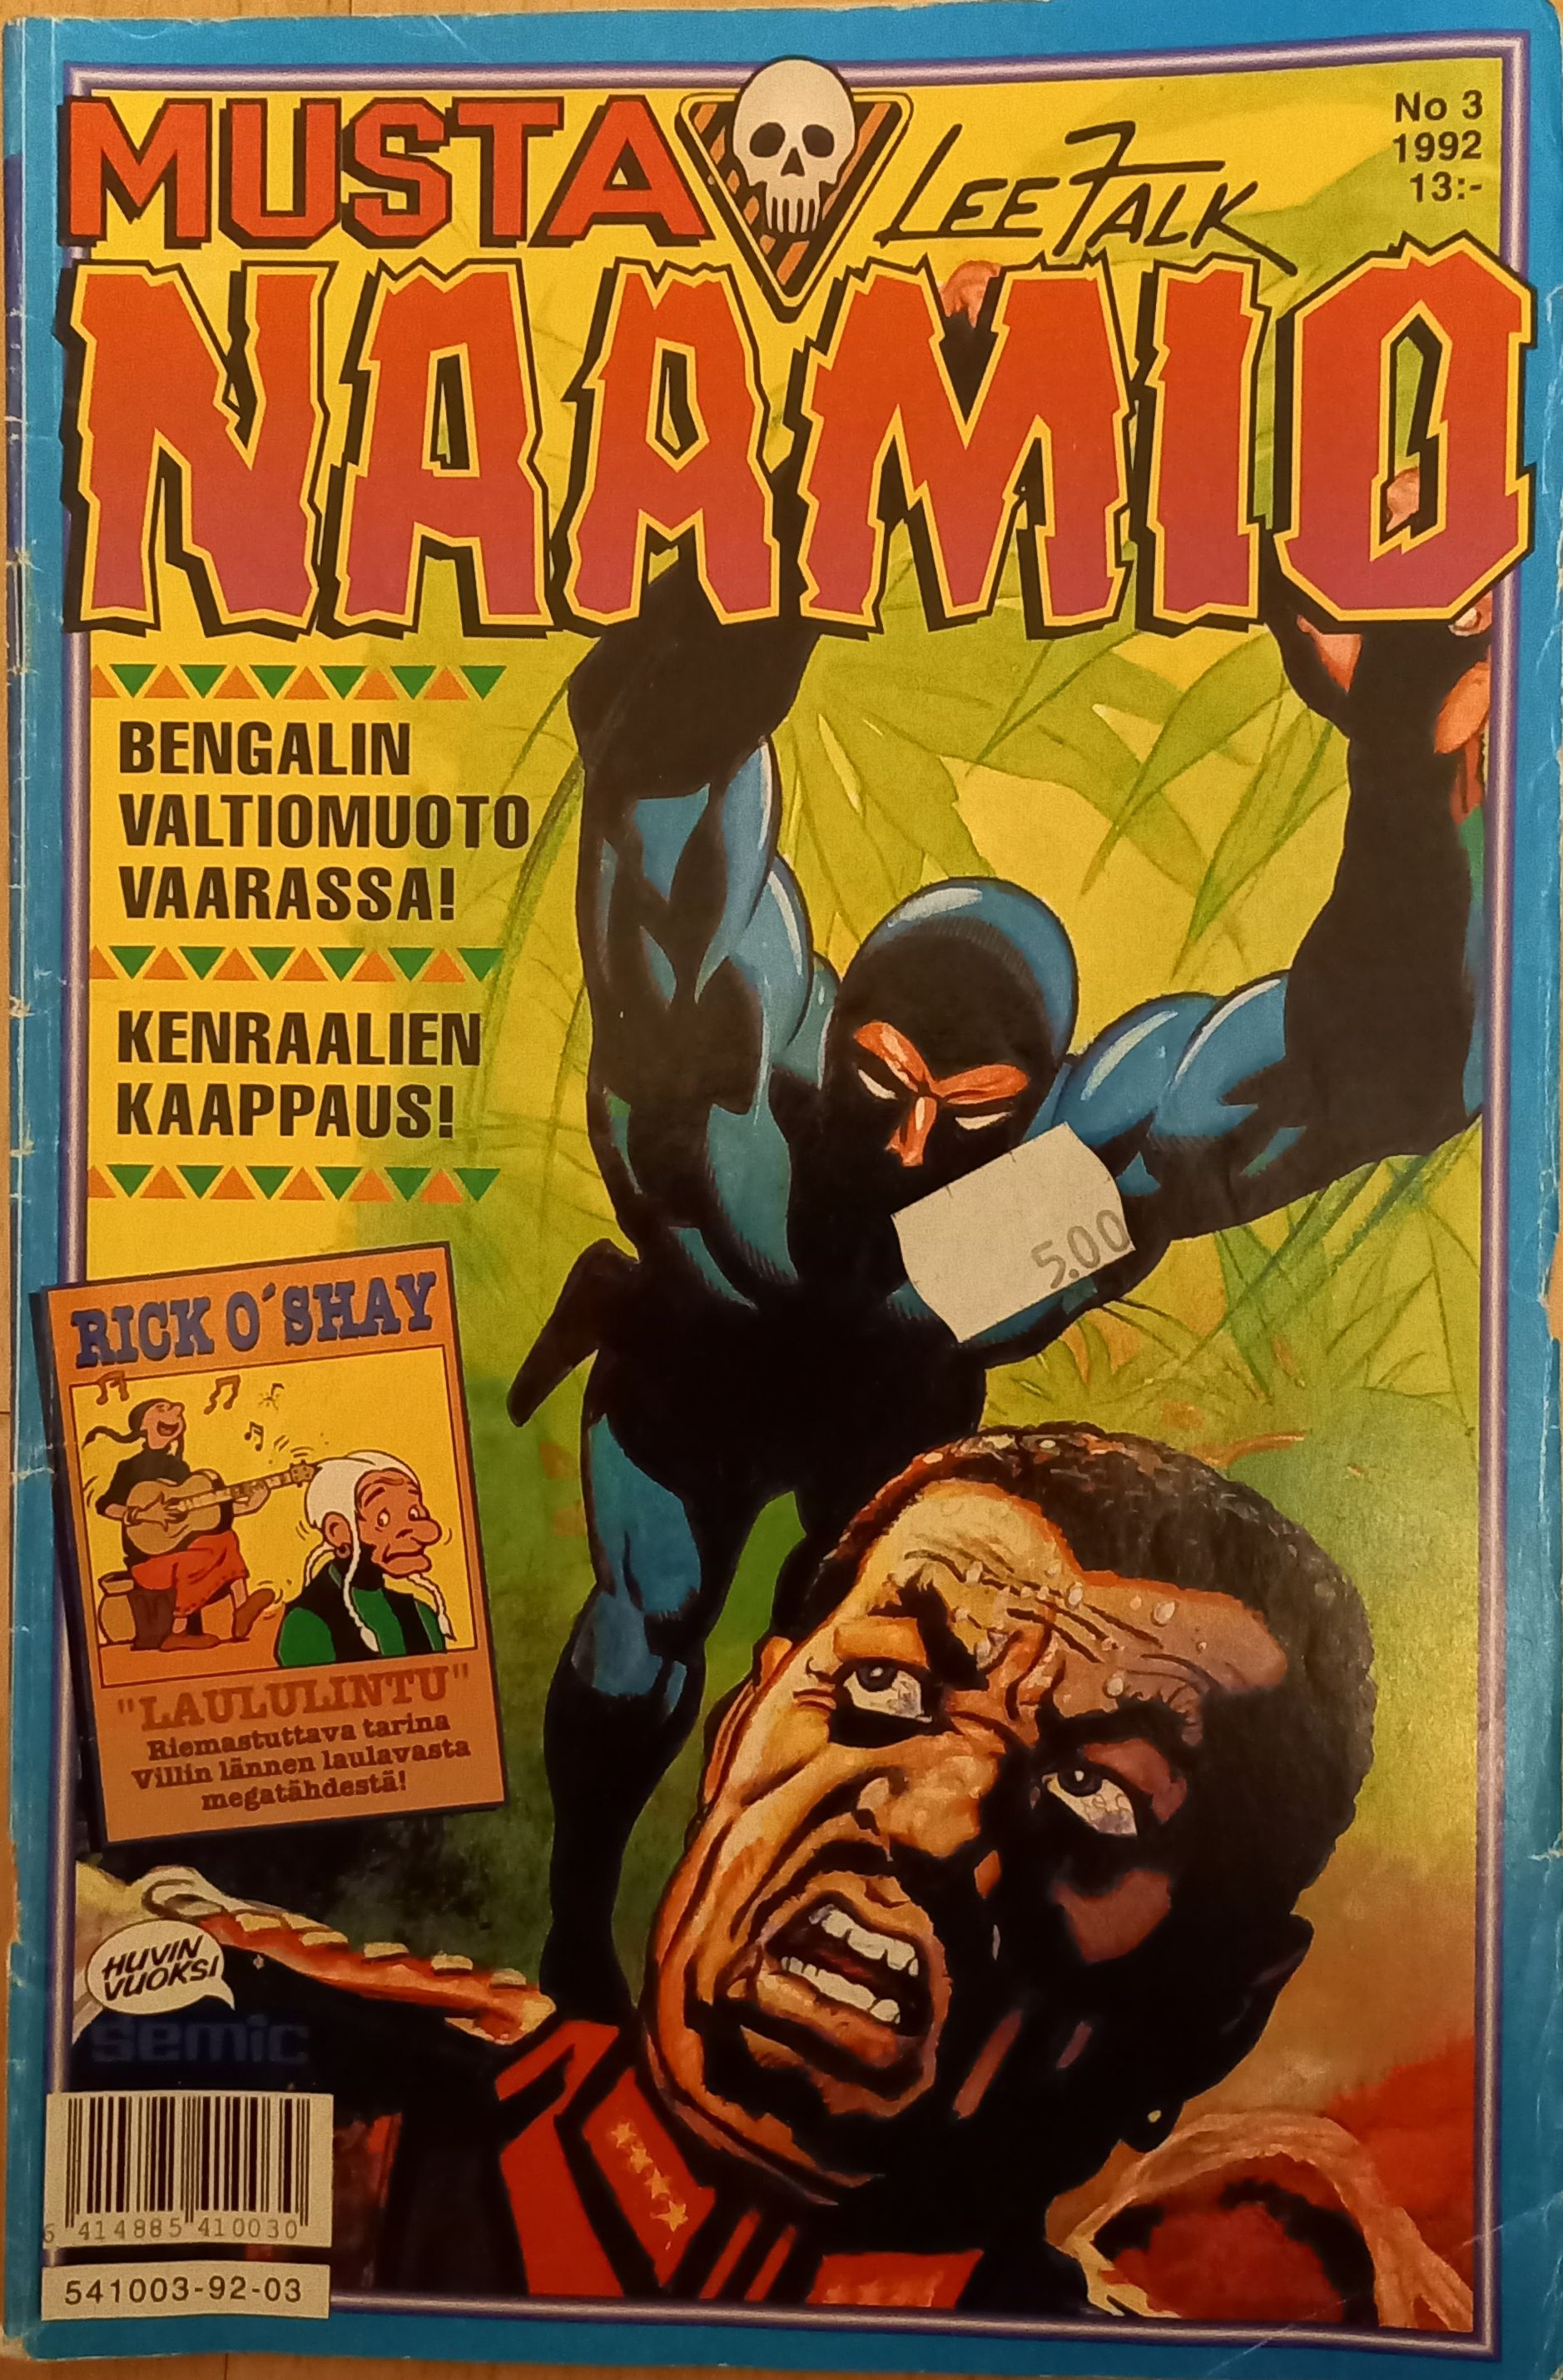 MUSTA
LEE FALK
No 3
1992
13:-
NAAMIO
BENGALIN
VALTIOMUOTO
VAARASSA!
KENRAALIEN
KAAPPAUS!
5.00
RICK O´SHAY
"LAULULINTU"
Riemastuttava tarina
Villin lännen laulavasta
megatähdestä!
HUVIN
VUOKSI
semic
6 414885 410030
541003-92-03